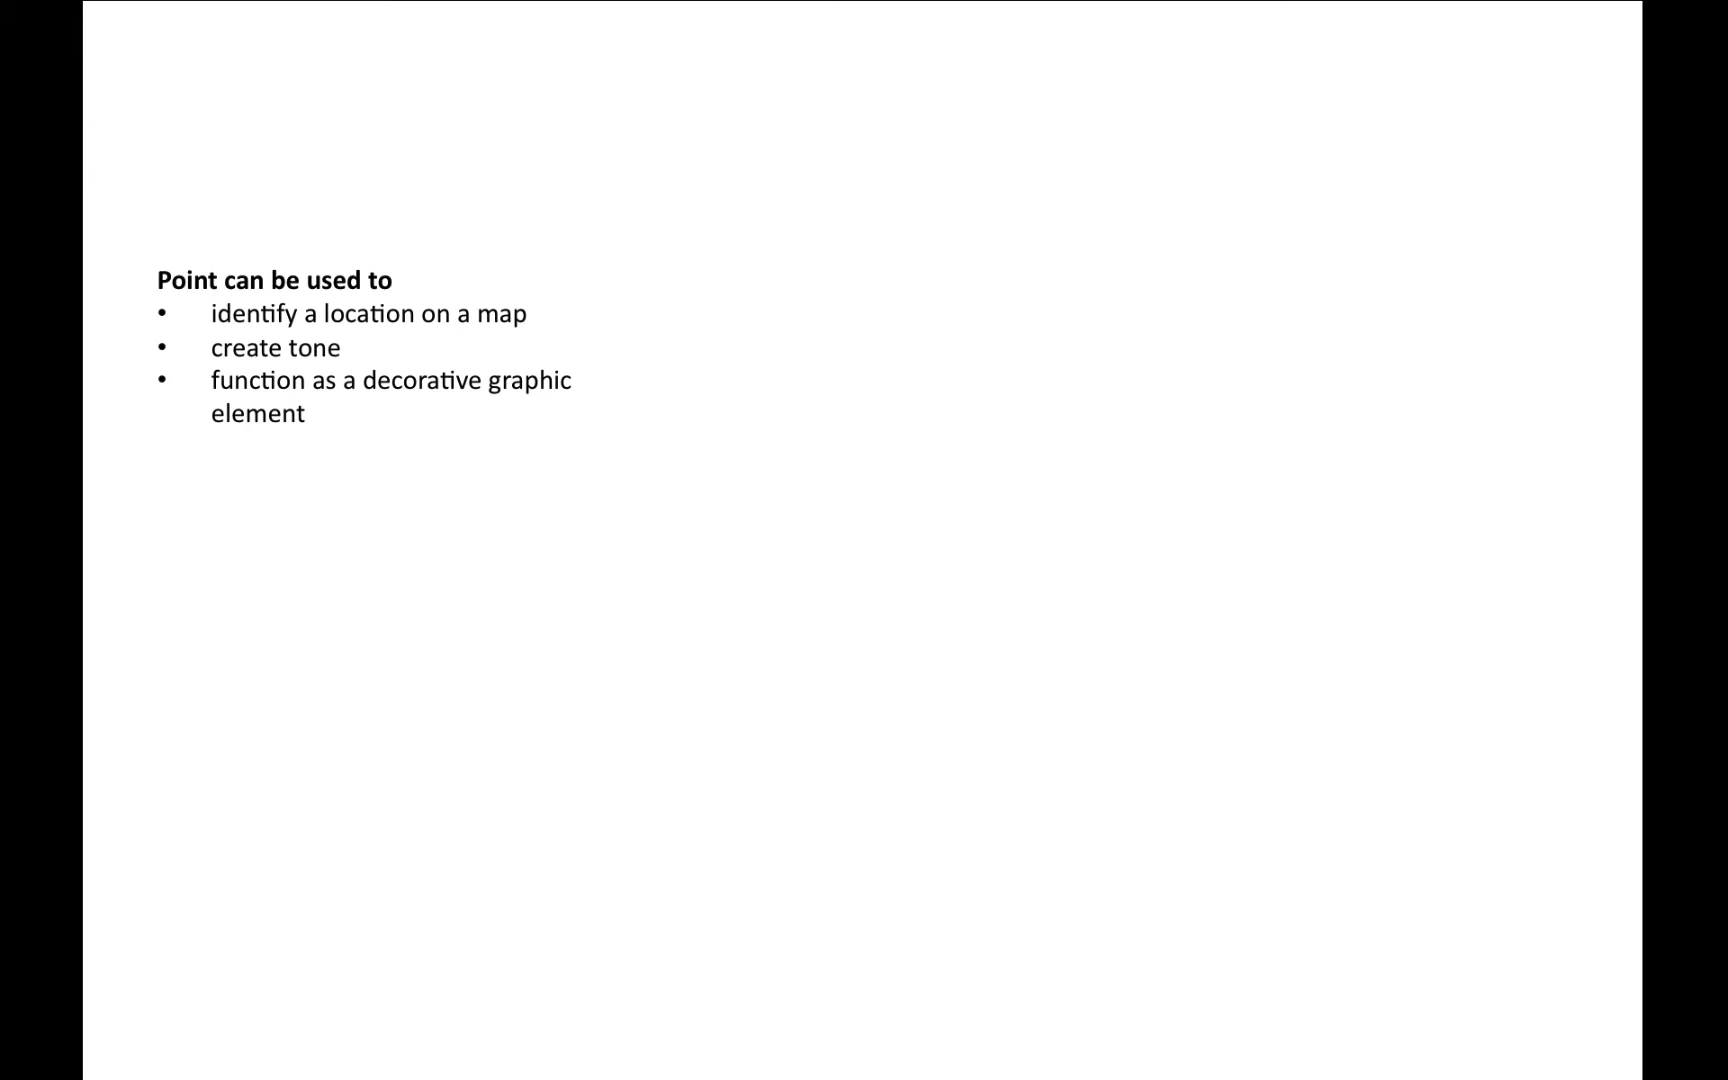 Point can be used to
• identify a location on a map
• create tone
• function as a decorative graphic
element